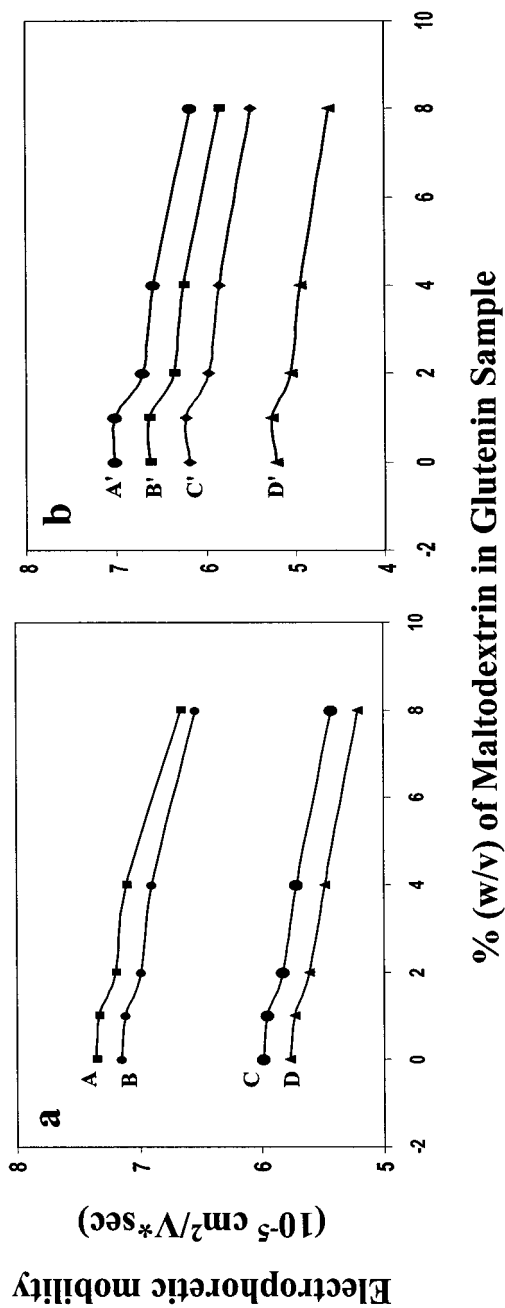 Electrophoretic mobility
(10⁻⁵ cm²/V*sec)
a
8
7
6
5
A
B
C
D
-2 0 2 4 6 8 10
b
8
7
6
5
4
A'
B'
C'
D'
-2 0 2 4 6 8 10
% (w/v) of Maltodextrin in Glutenin Sample